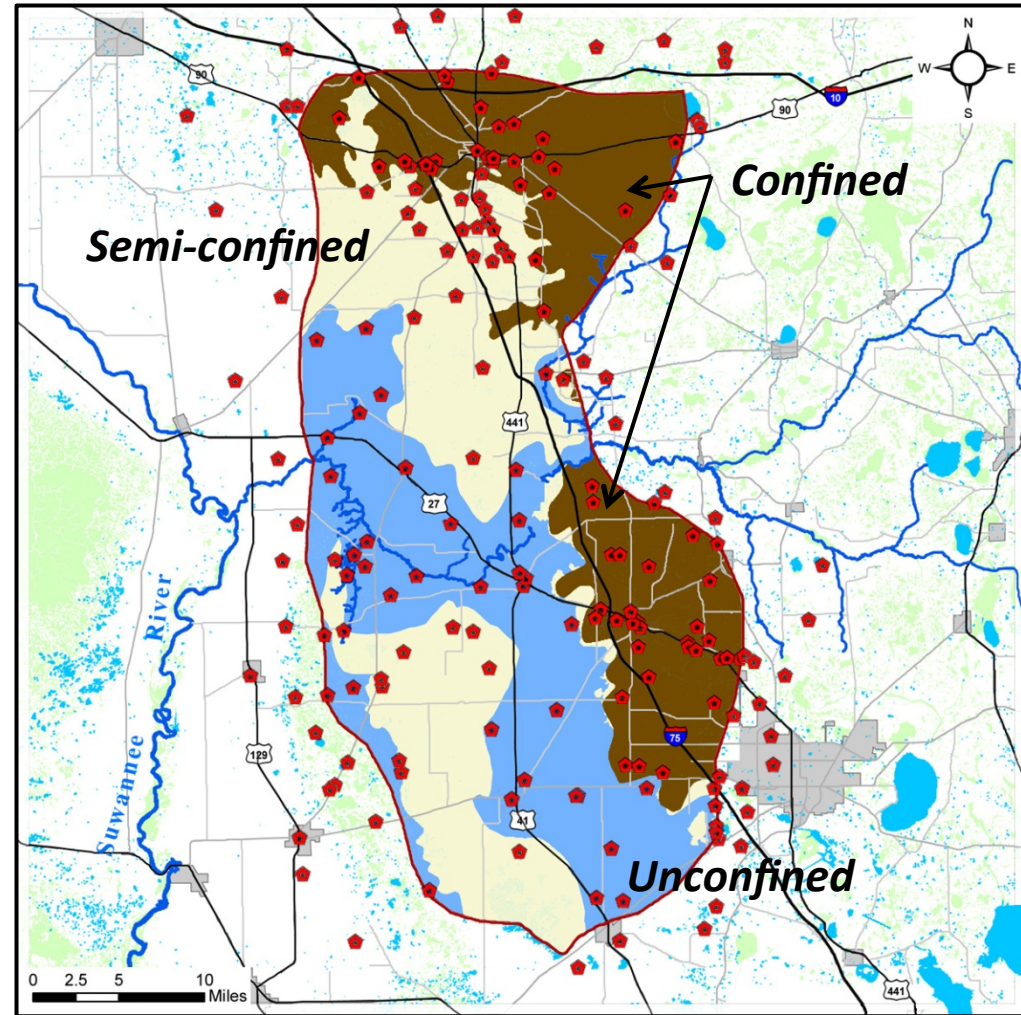 N
W E
S
90
10
90
Confined
Semi-confined
441
27
Suwannee River
75
129
41
Unconfined
0 2.5 5 10
Miles
441